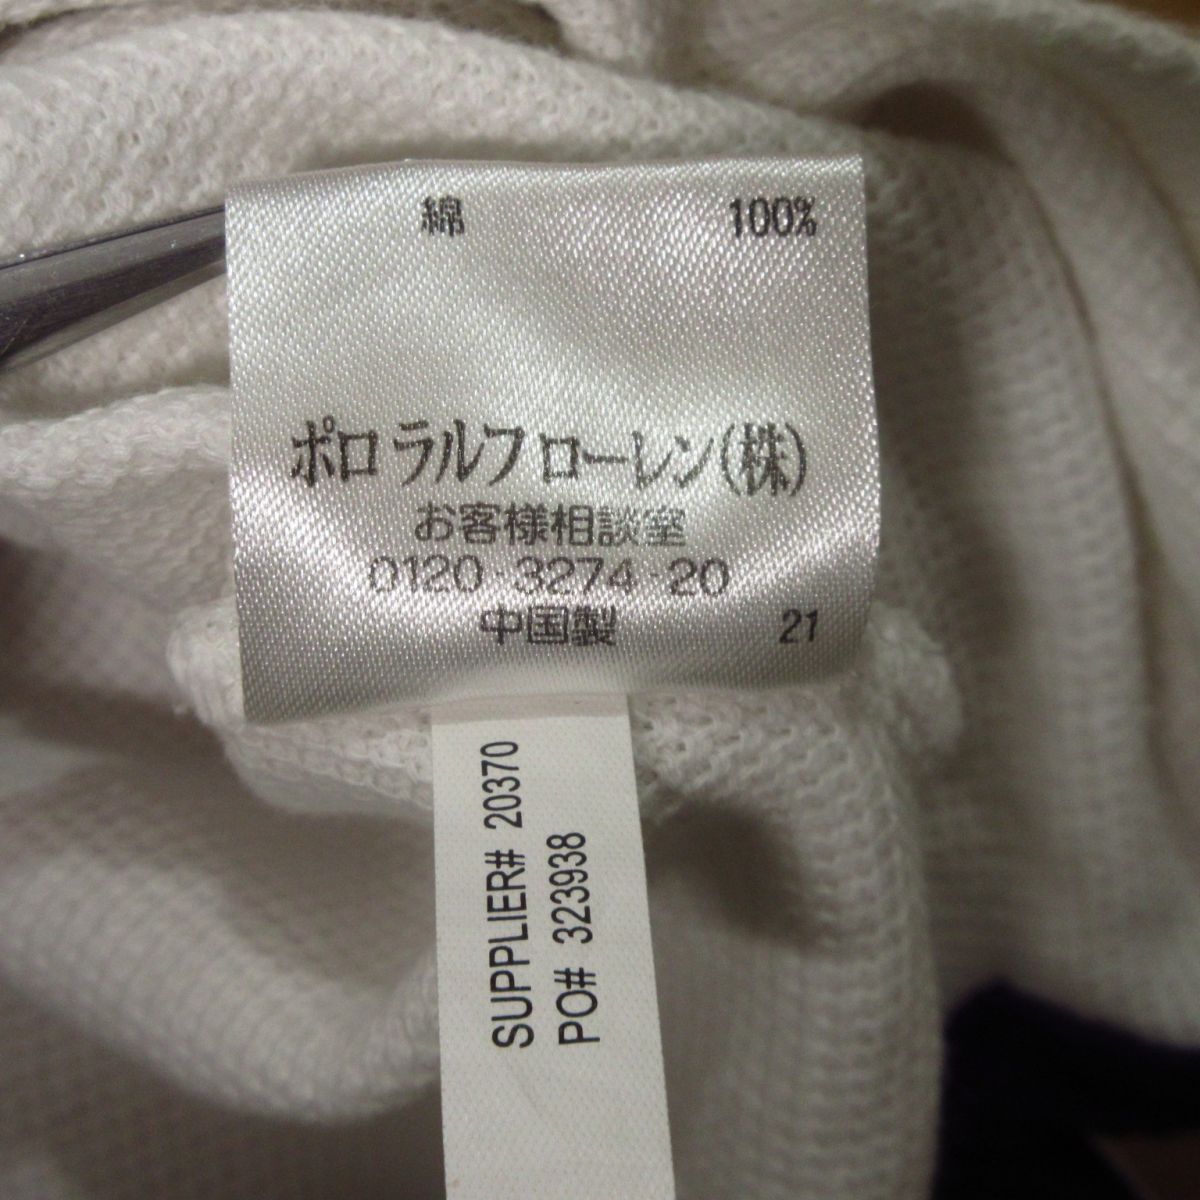 綿 100%
ポロ ラルフ ローレン(株)
お客様相談室
0120-3274-20
中国製 21
SUPPLIER# 20370
PO# 323938